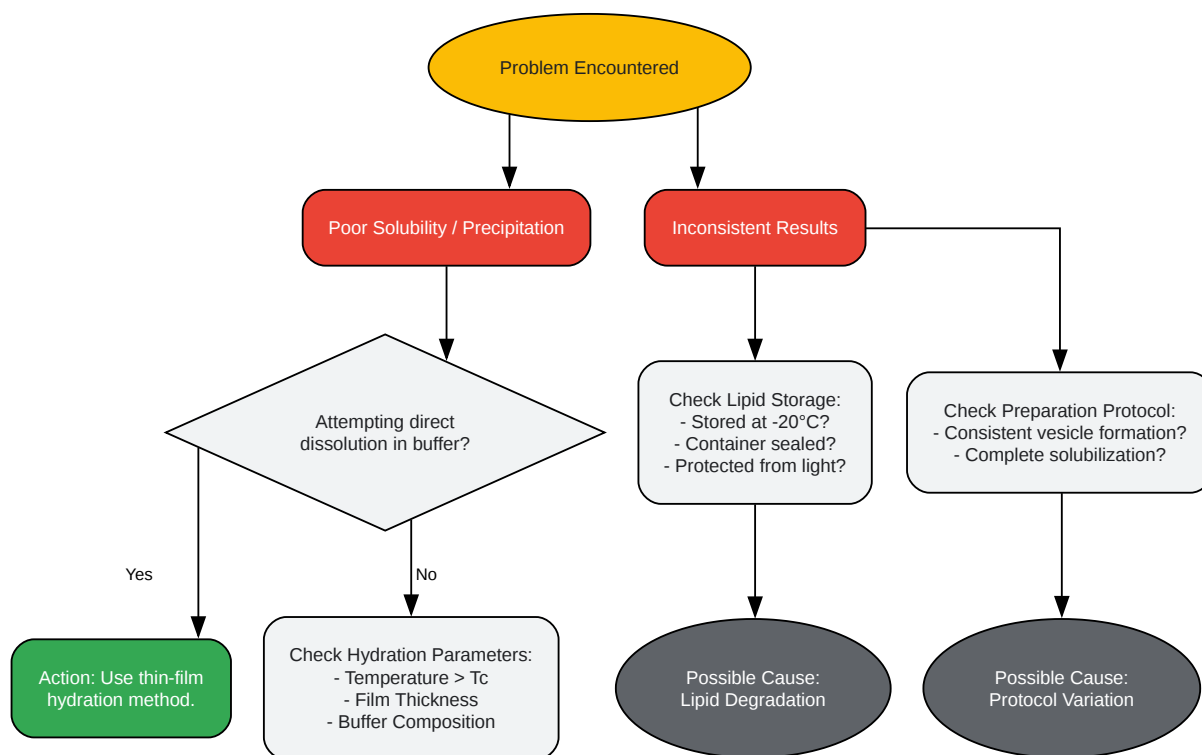 Problem Encountered
Poor Solubility / Precipitation
Inconsistent Results
Attempting direct
dissolution in buffer?
Check Lipid Storage:
- Stored at -20°C?
- Container sealed?
- Protected from light?
Check Preparation Protocol:
- Consistent vesicle formation?
- Complete solubilization?
Yes
No
Action: Use thin-film
hydration method.
Check Hydration Parameters:
- Temperature > Tc
- Film Thickness
- Buffer Composition
Possible Cause:
Lipid Degradation
Possible Cause:
Protocol Variation